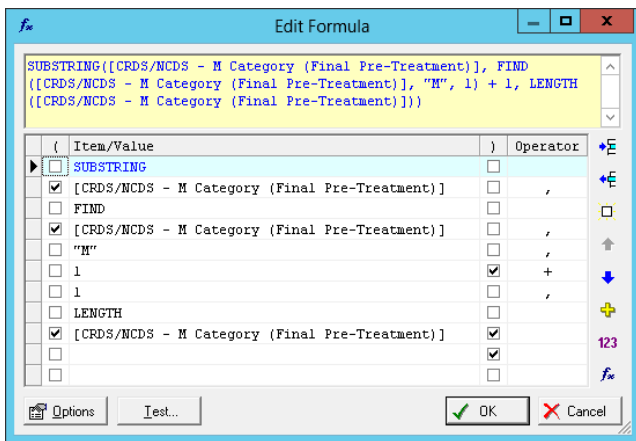 Edit Formula
SUBSTRING([CRDS/NCDS - M Category (Final Pre-Treatment)], FIND
([CRDS/NCDS - M Category (Final Pre-Treatment)], "M", 1) + 1, LENGTH
([CRDS/NCDS - M Category (Final Pre-Treatment)]))
( Item/Value ) Operator
SUBSTRING
[CRDS/NCDS - M Category (Final Pre-Treatment)] ,
FIND
[CRDS/NCDS - M Category (Final Pre-Treatment)] ,
"M" ,
1 +
1 ,
LENGTH
[CRDS/NCDS - M Category (Final Pre-Treatment)]
123
fx
Options Test... OK Cancel